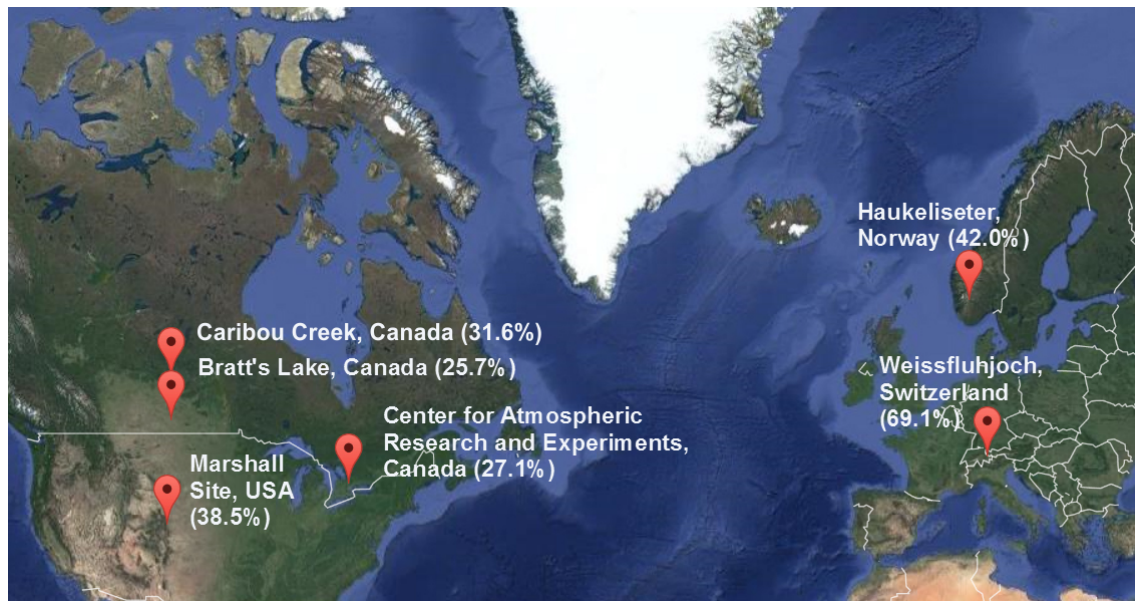 Haukeliseter,
Norway (42.0%)
Caribou Creek, Canada (31.6%)
Bratt's Lake, Canada (25.7%)
Weissfluhjoch,
Switzerland
(69.1%)
Center for Atmospheric
Research and Experiments,
Canada (27.1%)
Marshall
Site, USA
(38.5%)